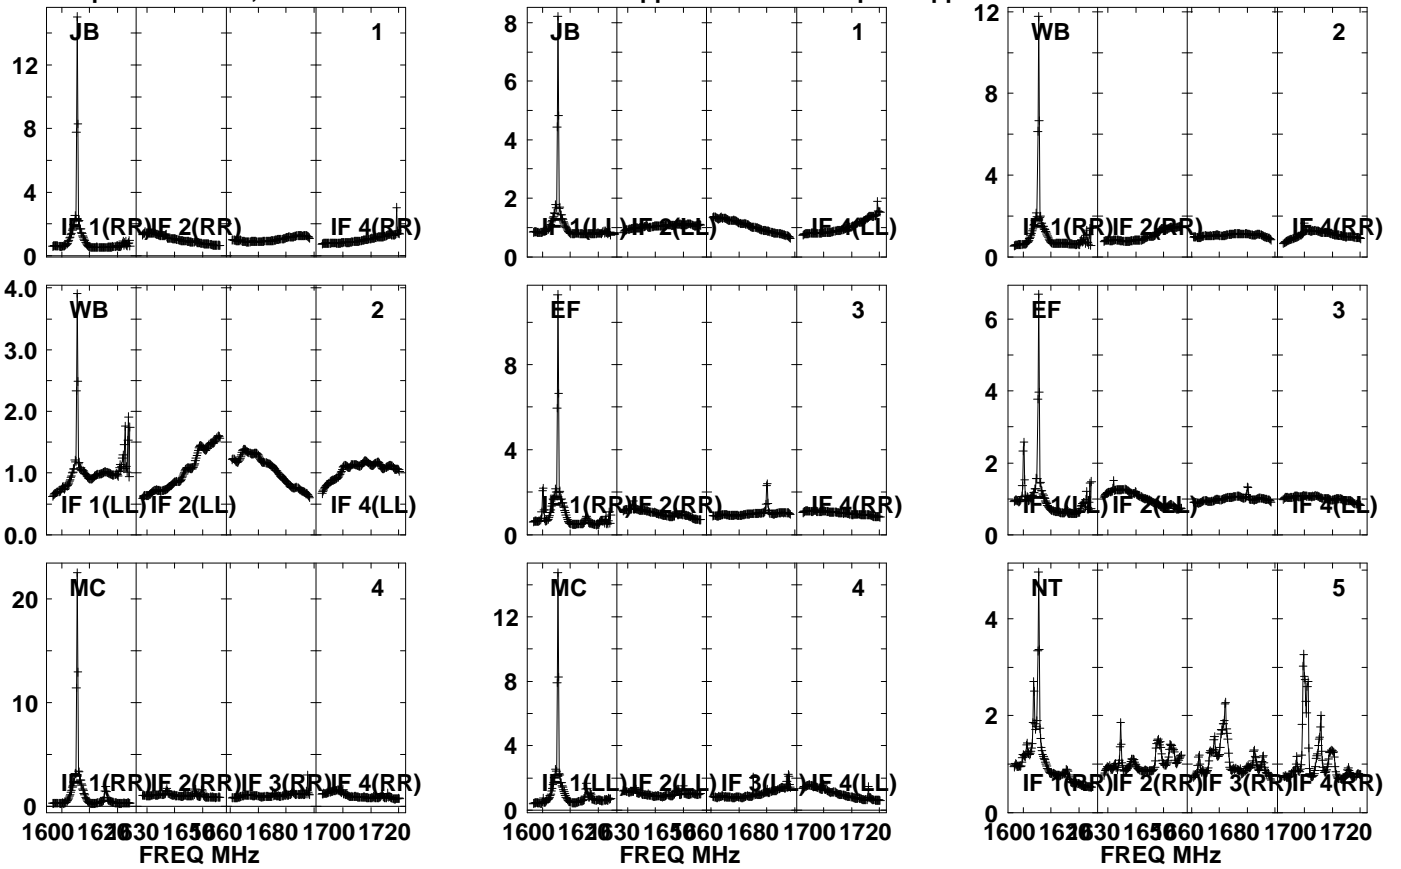 JB 1
12
8
4
0
IF 1(RR) IF 2(RR) IF 4(RR)
JB 1
8
6
4
2
0
IF 1(LL) IF 2(LL) IF 4(LL)
WB 2
12
8
4
0
IF 1(RR) IF 2(RR) IF 4(RR)
WB 2
4.0
3.0
2.0
1.0
0.0
IF 1(LL) IF 2(LL) IF 4(LL)
EF 3
8
4
0
IF 1(RR) IF 2(RR) IF 4(RR)
EF 3
6
4
2
0
IF 1(LL) IF 2(LL) IF 4(LL)
MC 4
20
10
0
IF 1(RR) IF 2(RR) IF 3(RR) IF 4(RR)
1600 1620 1630 1650 1660 1680 1700 1720
FREQ MHz
MC 4
12
8
4
0
IF 1(LL) IF 2(LL) IF 3(LL) IF 4(LL)
1600 1620 1630 1650 1660 1680 1700 1720
FREQ MHz
NT 5
4
2
0
IF 1(RR) IF 2(RR) IF 3(RR) IF 4(RR)
1600 1620 1630 1650 1660 1680 1700 1720
FREQ MHz